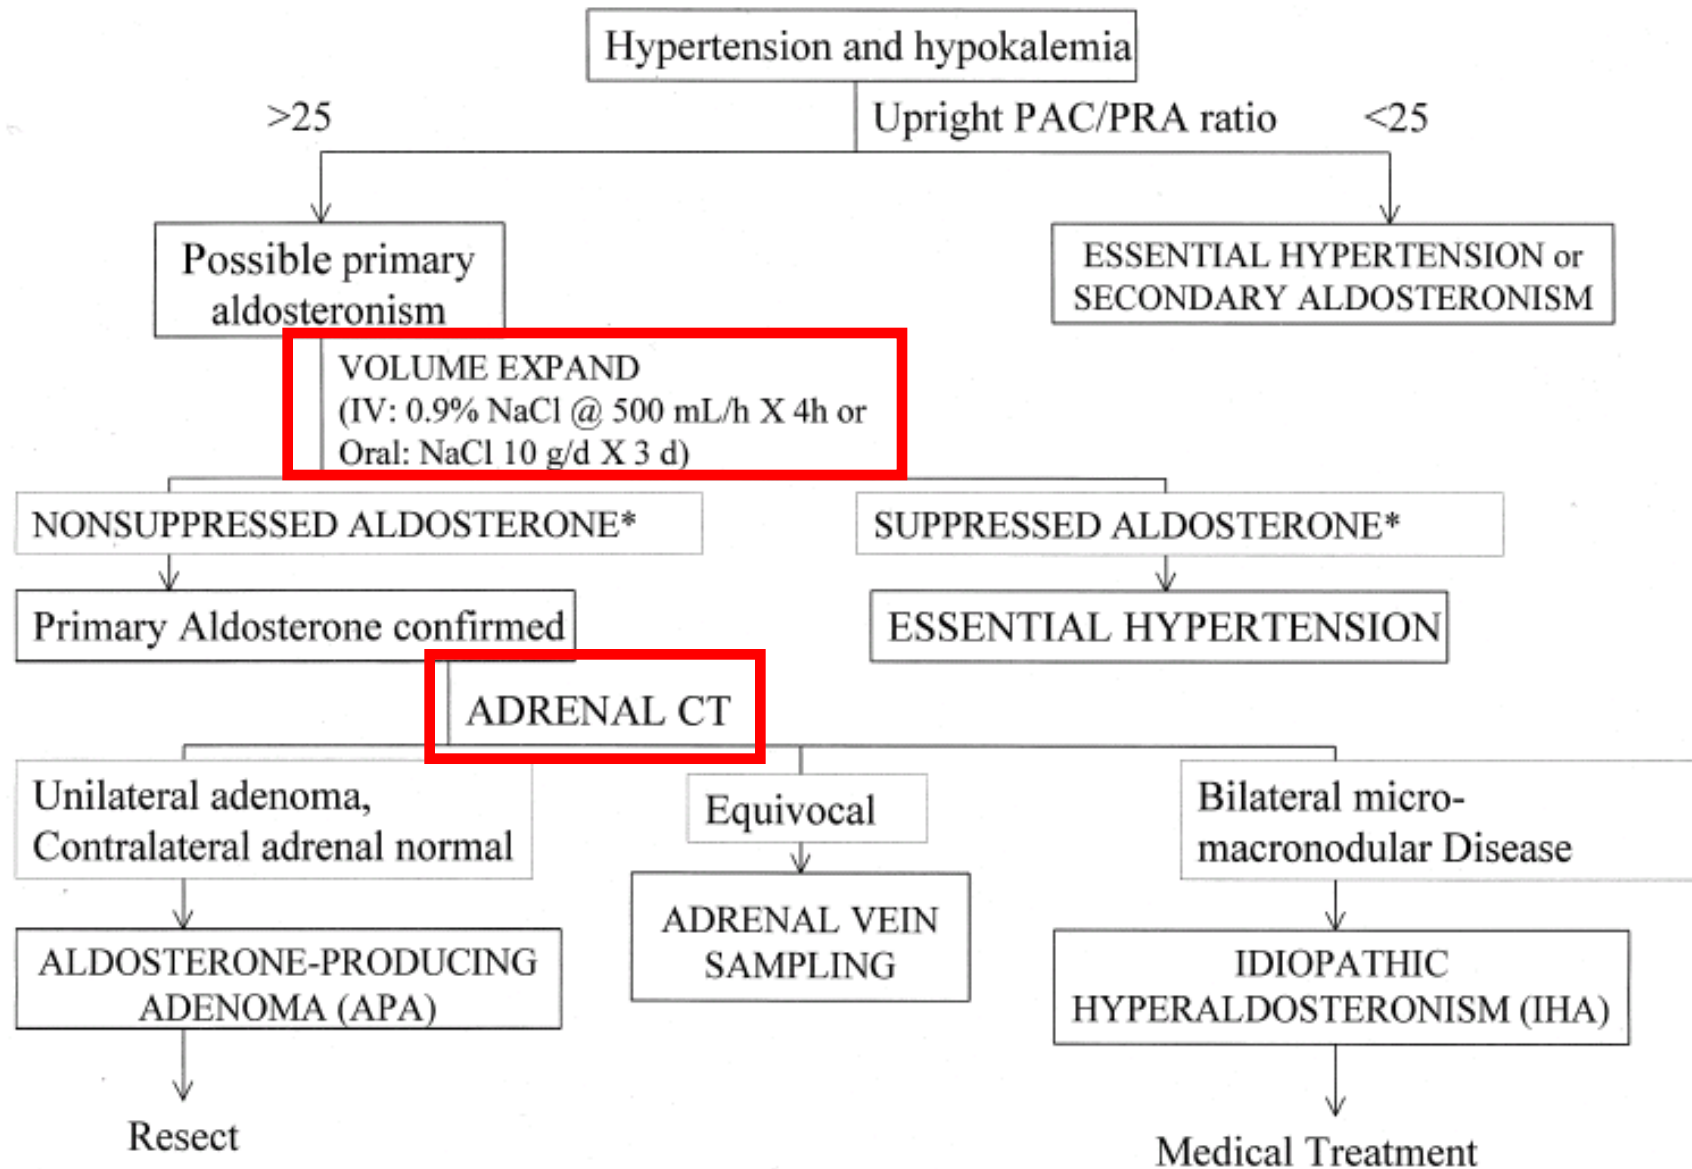 Hypertension and hypokalemia
>25
Upright PAC/PRA ratio
<25
Possible primary
aldosteronism
ESSENTIAL HYPERTENSION or
SECONDARY ALDOSTERONISM
VOLUME EXPAND
(IV: 0.9% NaCl @ 500 mL/h X 4h or
Oral: NaCl 10 g/d X 3 d)
NONSUPPRESSED ALDOSTERONE*
SUPPRESSED ALDOSTERONE*
Primary Aldosterone confirmed
ESSENTIAL HYPERTENSION
ADRENAL CT
Unilateral adenoma,
Contralateral adrenal normal
Equivocal
Bilateral micro-
macronodular Disease
ALDOSTERONE-PRODUCING
ADENOMA (APA)
ADRENAL VEIN
SAMPLING
IDIOPATHIC
HYPERALDOSTERONISM (IHA)
Resect
Medical Treatment